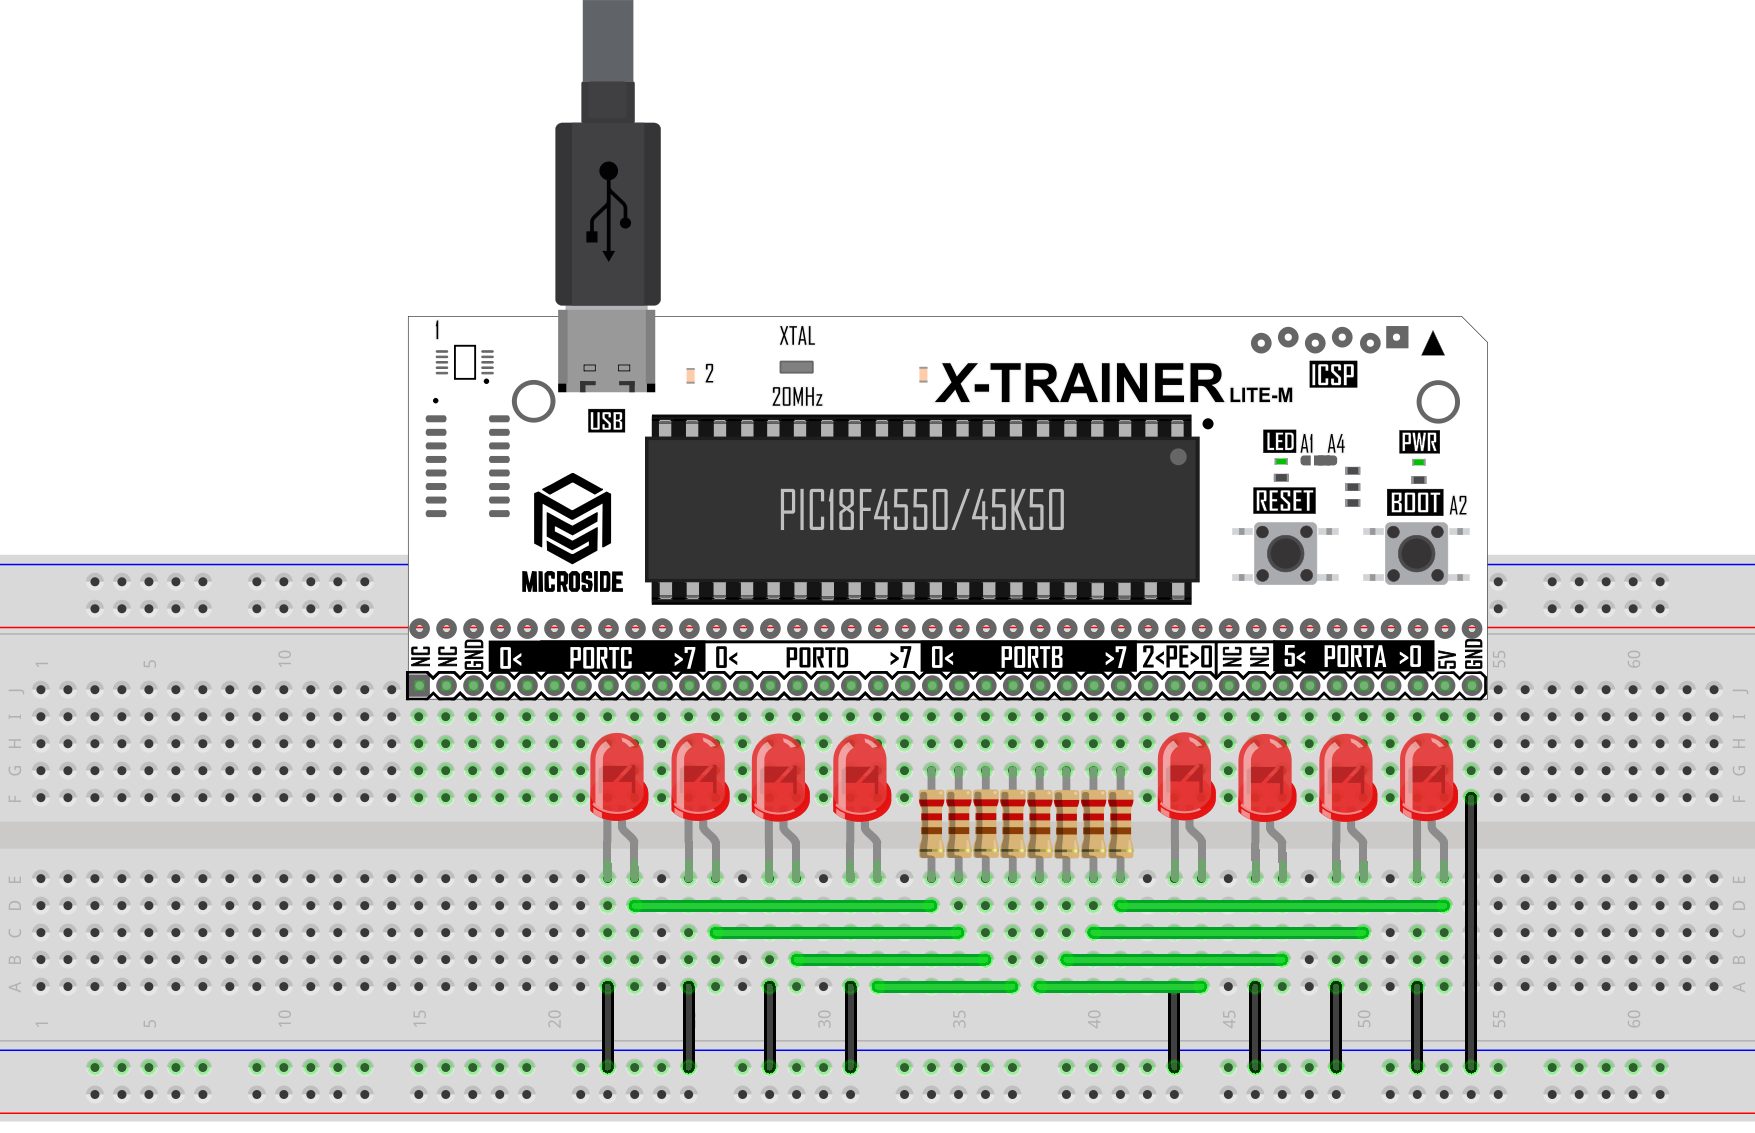 1
XTAL
20MHz
2
X-TRAINER LITE-M
ICSP
USB
LED A1 A4 PWR
RESET BOOT A2
PIC18F4550/45K50
MICROSIDE
NC NC GND 0< PORTC >7 0< PORTD >7 0< PORTB >7 2<PE>0 NC NC 5< PORTA >0 5V GND
1 5 10 55 60
J J
I I
H H
G G
F F
E E
D D
C C
B B
A A
1 5 10 15 20 30 35 40 45 50 55 60